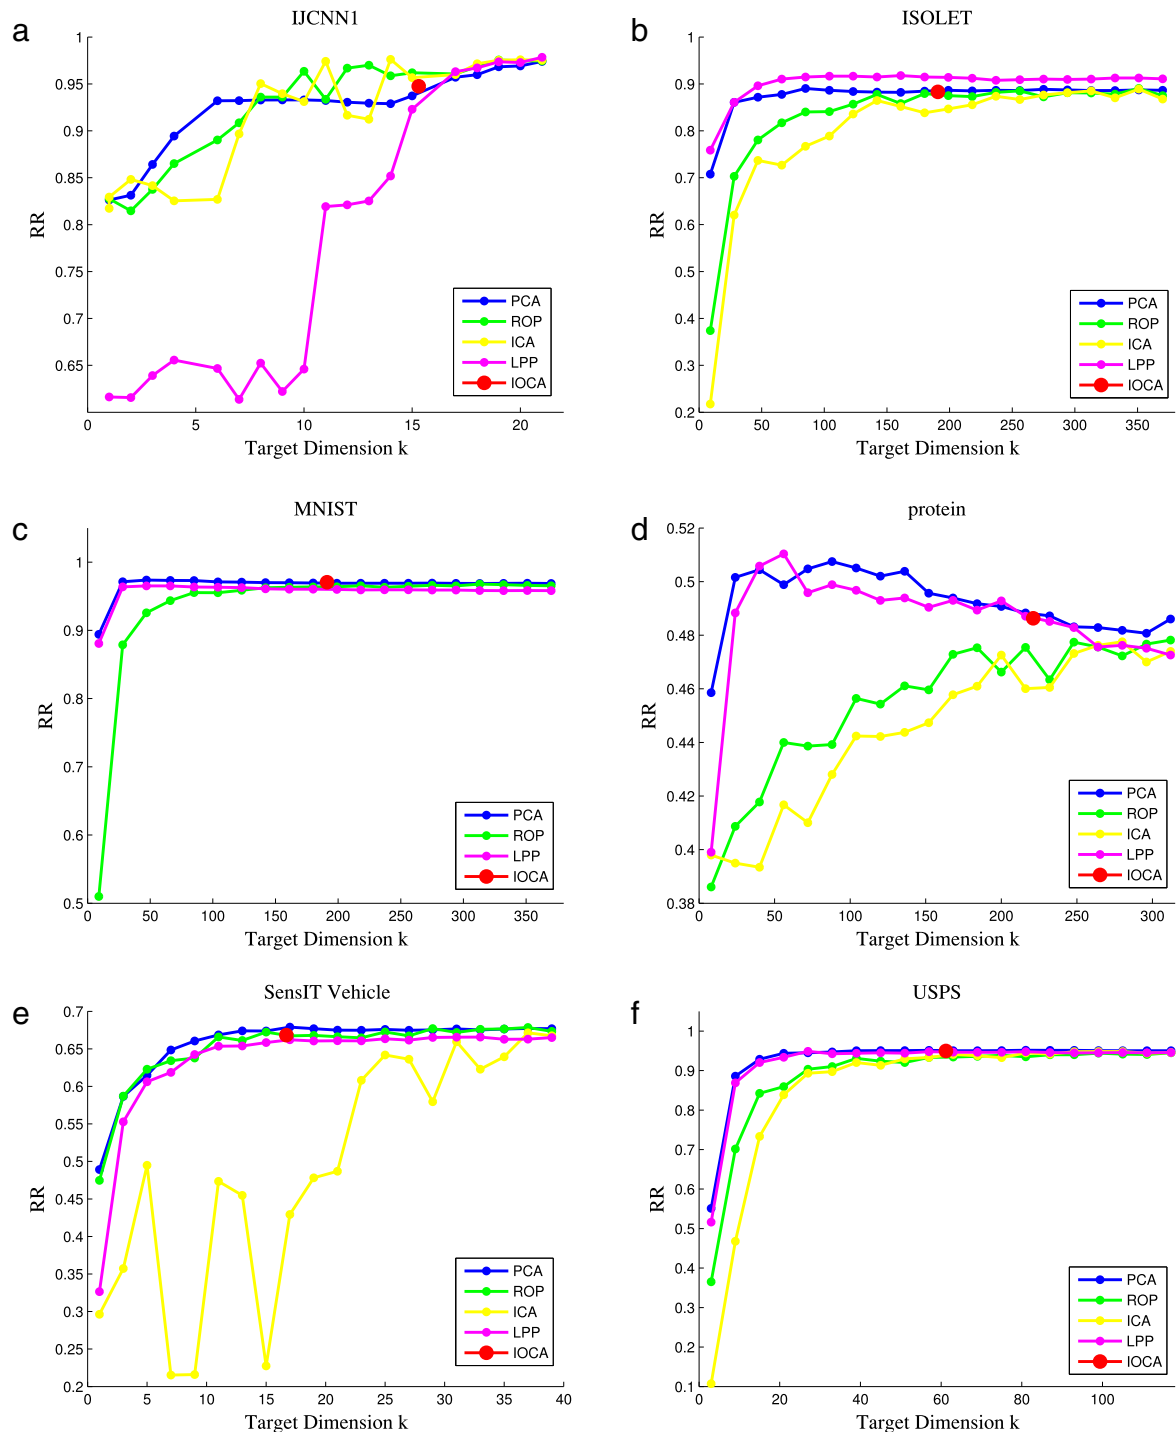 a
IJCNN1
1
0.95
0.9
0.85
0.8
0.75
0.7
0.65
RR
0 5 10 15 20
Target Dimension k
PCA
ROP
ICA
LPP
IOCA
b
ISOLET
1
0.9
0.8
0.7
0.6
0.5
0.4
0.3
0.2
RR
0 50 100 150 200 250 300 350
Target Dimension k
PCA
ROP
ICA
LPP
IOCA
c
MNIST
1
0.9
0.8
0.7
0.6
0.5
RR
0 50 100 150 200 250 300 350
Target Dimension k
PCA
ROP
LPP
IOCA
d
protein
0.52
0.5
0.48
0.46
0.44
0.42
0.4
0.38
RR
0 50 100 150 200 250 300
Target Dimension k
PCA
ROP
ICA
LPP
IOCA
e
SensIT Vehicle
0.7
0.65
0.6
0.55
0.5
0.45
0.4
0.35
0.3
0.25
0.2
RR
0 5 10 15 20 25 30 35 40
Target Dimension k
PCA
ROP
ICA
LPP
IOCA
f
USPS
1
0.9
0.8
0.7
0.6
0.5
0.4
0.3
0.2
0.1
RR
0 20 40 60 80 100
Target Dimension k
PCA
ROP
ICA
LPP
IOCA